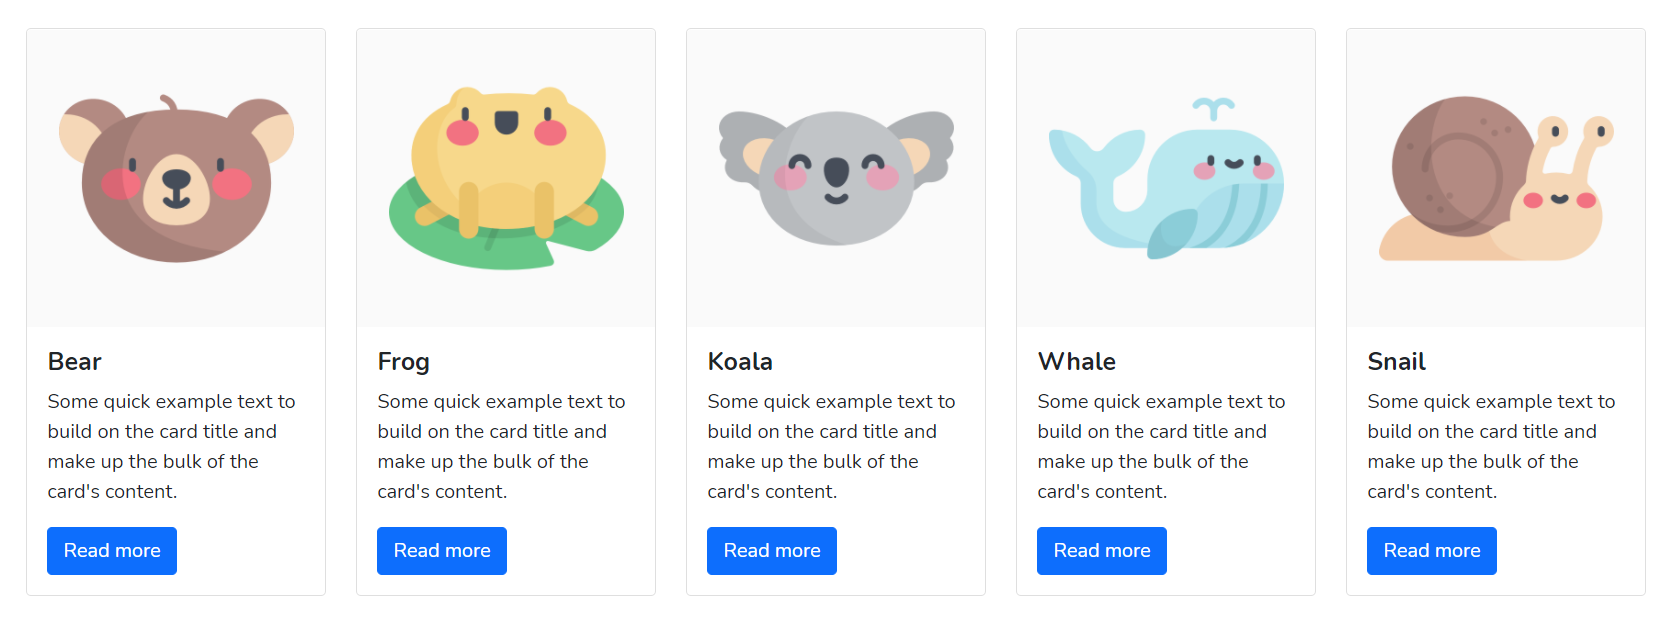 Bear
Some quick example text to
build on the card title and
make up the bulk of the
card's content.
Read more
Frog
Some quick example text to
build on the card title and
make up the bulk of the
card's content.
Read more
Koala
Some quick example text to
build on the card title and
make up the bulk of the
card's content.
Read more
Whale
Some quick example text to
build on the card title and
make up the bulk of the
card's content.
Read more
Snail
Some quick example text to
build on the card title and
make up the bulk of the
card's content.
Read more